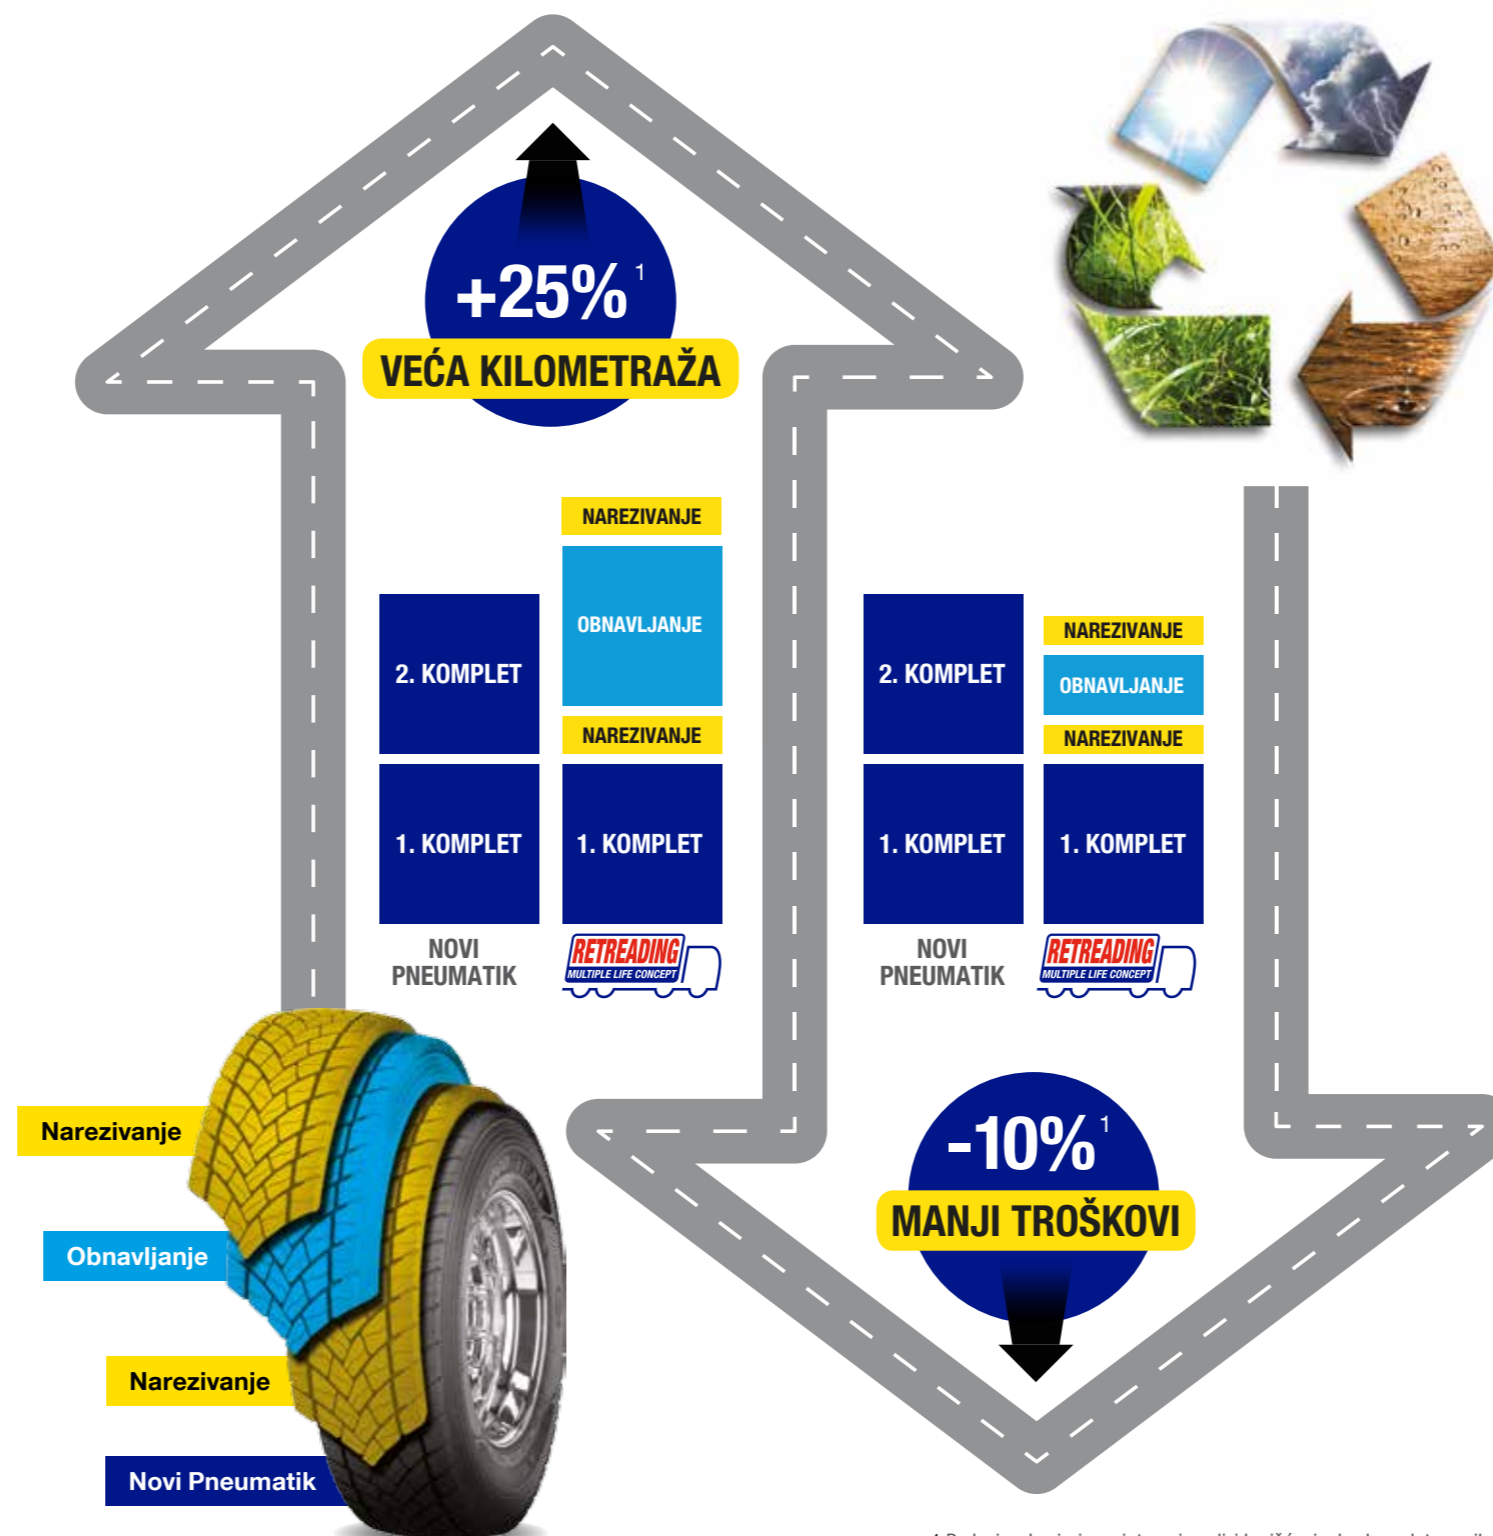 +25% 1
VEĆA KILOMETRAŽA
NAREZIVANJE
OBNAVLJANJE
NAREZIVANJE
2. KOMPLET
1. KOMPLET
1. KOMPLET
NOVI
PNEUMATIK
RETREADING
MULTIPLE LIFE CONCEPT
2. KOMPLET
NAREZIVANJE
OBNAVLJANJE
NAREZIVANJE
1. KOMPLET
1. KOMPLET
NOVI
PNEUMATIK
RETREADING
MULTIPLE LIFE CONCEPT
-10% 1
MANJI TROŠKOVI
Narezivanje
Obnavljanje
Narezivanje
Novi Pneumatik